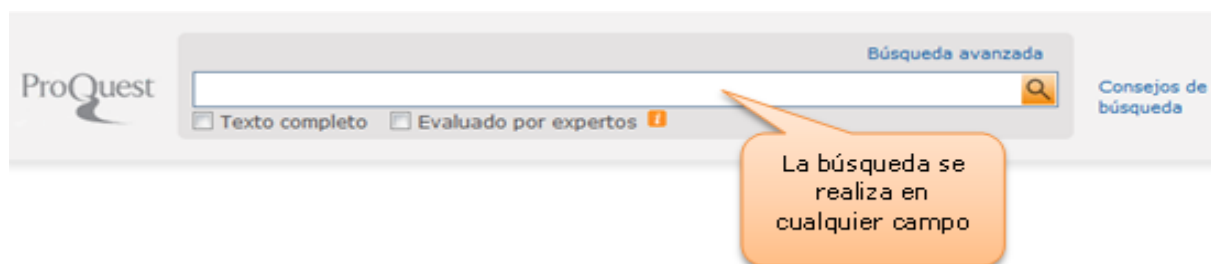 Búsqueda avanzada
ProQuest
Texto completo Evaluado por expertos i
Consejos de
búsqueda
La búsqueda se
realiza en
cualquier campo